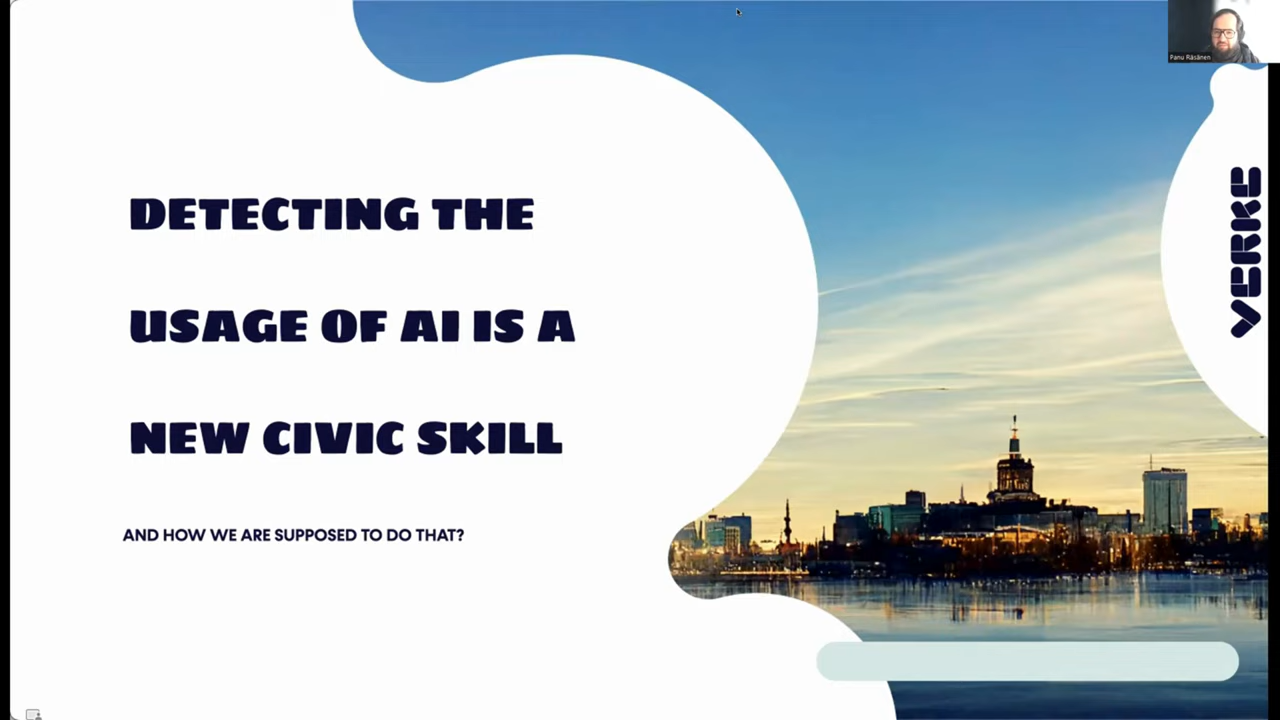 Panu Räsänen
VERKE
DETECTING THE
USAGE OF AI IS A
NEW CIVIC SKILL
AND HOW WE ARE SUPPOSED TO DO THAT?